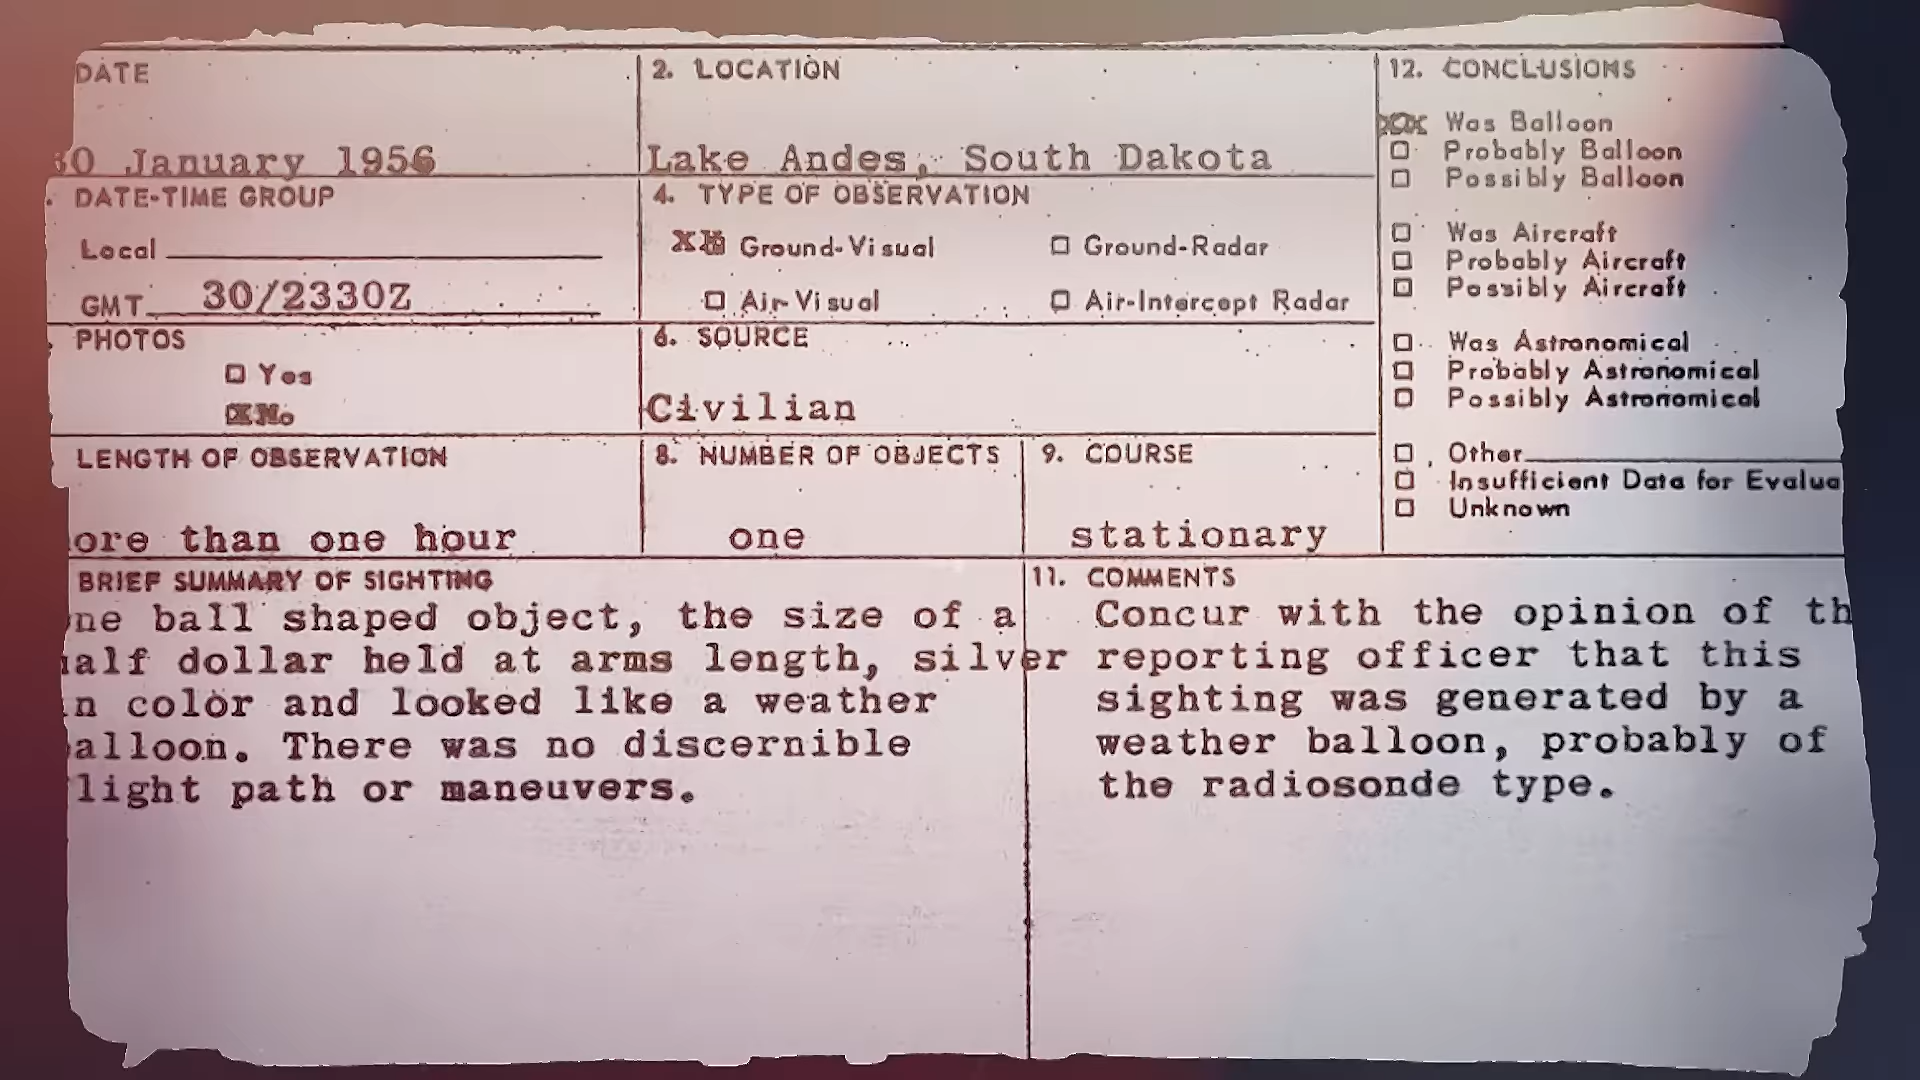 DATE
30 January 1956
2. LOCATION
Lake Andes, South Dakota
DATE-TIME GROUP
Local
GMT 30/2330Z
4. TYPE OF OBSERVATION
Ground-Visual
Ground-Radar
Air-Visual
Air-Intercept Radar
PHOTOS
Yes
No
6. SOURCE
Civilian
LENGTH OF OBSERVATION
ore than one hour
8. NUMBER OF OBJECTS
one
9. COURSE
stationary
BRIEF SUMMARY OF SIGHTING
ne ball shaped object, the size of a
alf dollar held at arms length, silver
n color and looked like a weather
alloon. There was no discernible
light path or maneuvers.
11. COMMENTS
Concur with the opinion of th
reporting officer that this
sighting was generated by a
weather balloon, probably of
the radiosonde type.
12. CONCLUSIONS
Was Balloon
Probably Balloon
Possibly Balloon
Was Aircraft
Probably Aircraft
Possibly Aircraft
Was Astronomical
Probably Astronomical
Possibly Astronomical
Other
Insufficient Data for Evalua
Unknown